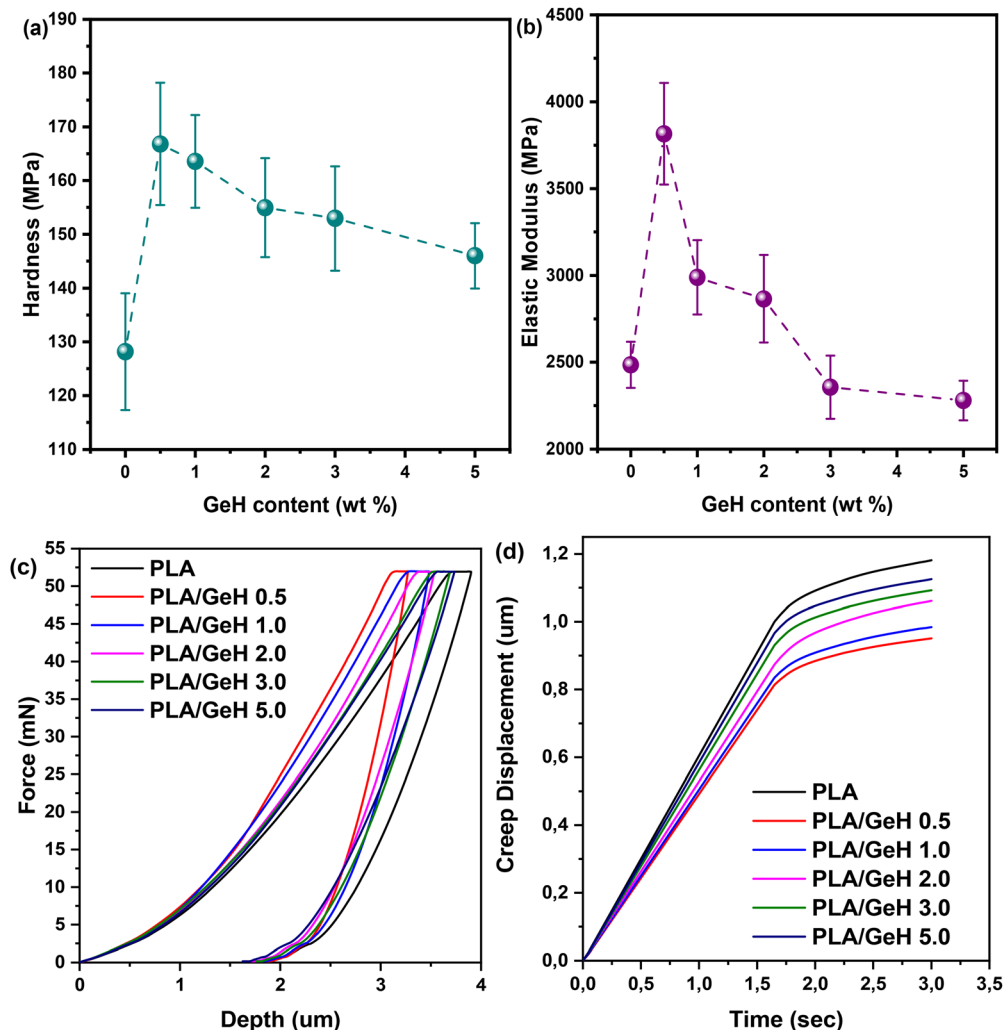 (a)
Hardness (MPa)
190
180
170
160
150
140
130
120
110
0 1 2 3 4 5
GeH content (wt %)
(b)
Elastic Modulus (MPa)
4500
4000
3500
3000
2500
2000
0 1 2 3 4 5
GeH content (wt %)
(c)
Force (mN)
55
50
45
40
35
30
25
20
15
10
5
0
PLA
PLA/GeH 0.5
PLA/GeH 1.0
PLA/GeH 2.0
PLA/GeH 3.0
PLA/GeH 5.0
0 1 2 3 4
Depth (um)
(d)
Creep Displacement (um)
1,2
1,0
0,8
0,6
0,4
0,2
0,0
PLA
PLA/GeH 0.5
PLA/GeH 1.0
PLA/GeH 2.0
PLA/GeH 3.0
PLA/GeH 5.0
0,0 0,5 1,0 1,5 2,0 2,5 3,0 3,5
Time (sec)